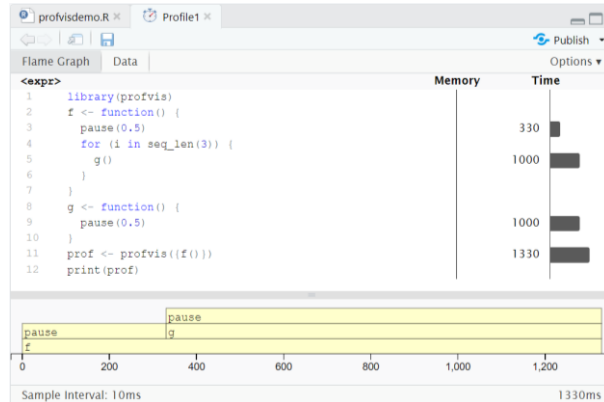 profvisdemo.R × Profile1 ×
Publish
Flame Graph Data Options ▾
<expr> Memory Time
1 library(profvis)
2 f <- function() {
3 pause(0.5) 330
4 for (i in seq_len(3)) {
5 g() 1000
6 }
7 }
8 g <- function() {
9 pause(0.5) 1000
10 }
11 prof <- profvis({f()}) 1330
12 print(prof)
pause
pause g
f
0 200 400 600 800 1,000 1,200
Sample Interval: 10ms 1330ms